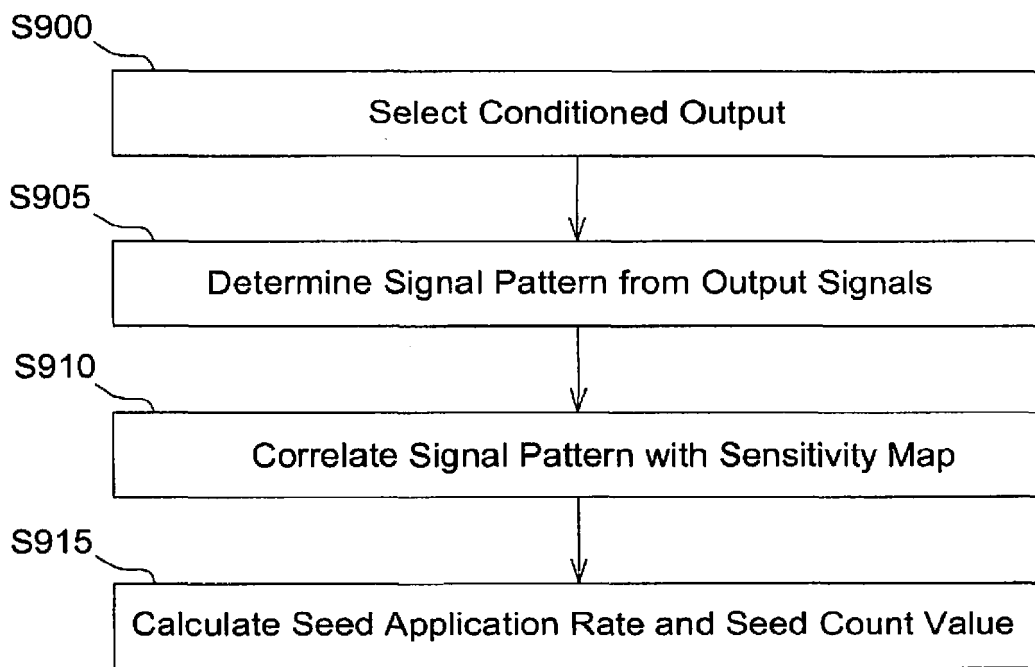 S900
Select Conditioned Output
S905
Determine Signal Pattern from Output Signals
S910
Correlate Signal Pattern with Sensitivity Map
S915
Calculate Seed Application Rate and Seed Count Value